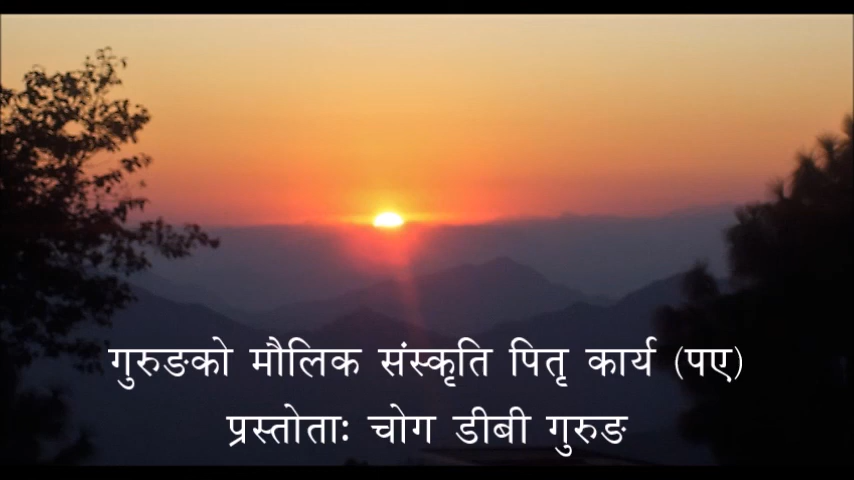 गुरुङको मौलिक संस्कृति पितृ कार्य (पए)
प्रस्तोताः चोग डीबी गुरुङ